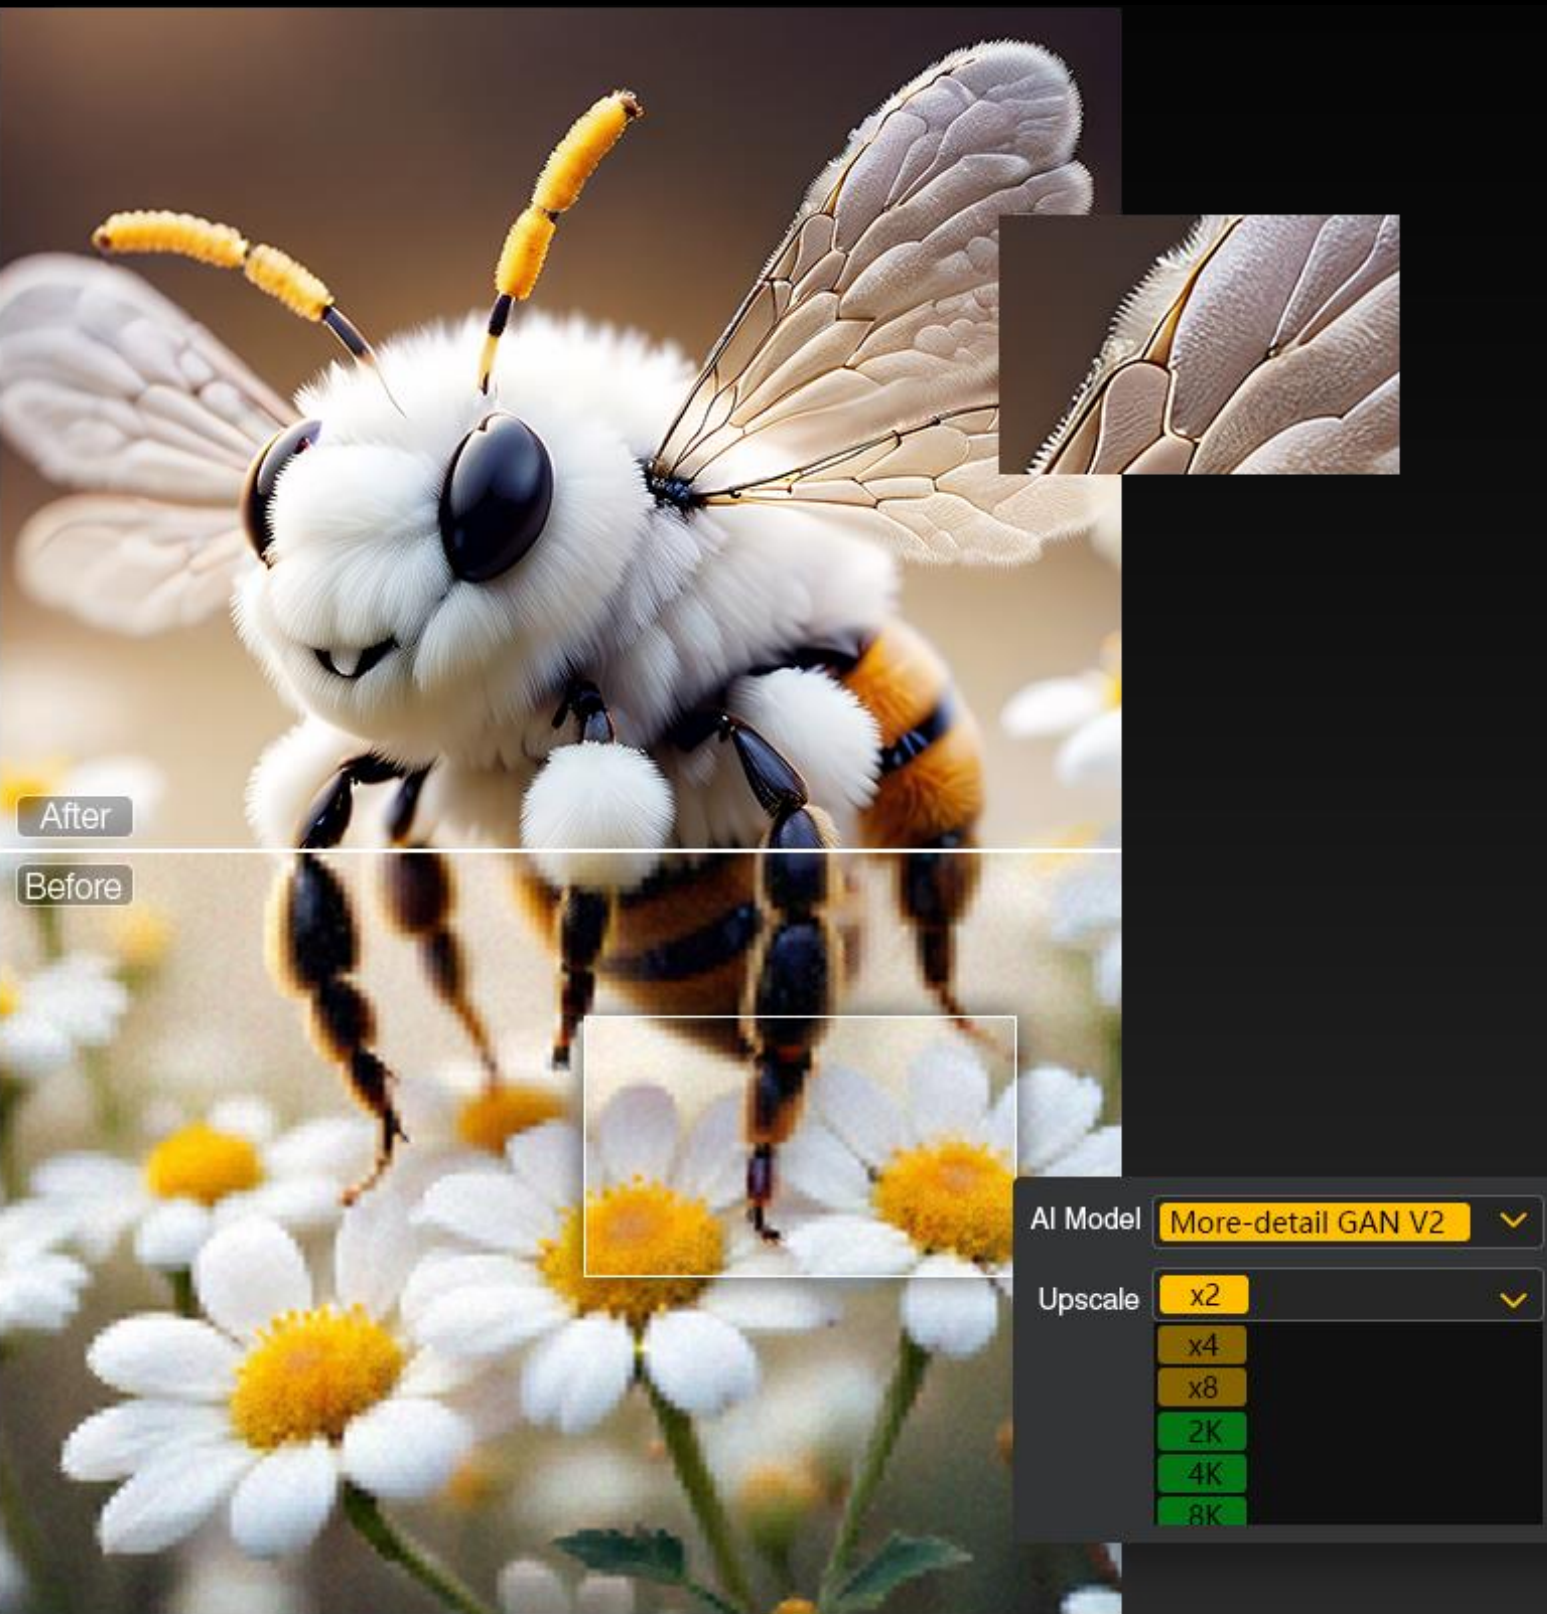 After
Before
AI Model More-detail GAN V2
Upscale x2
x4
x8
2K
4K
8K